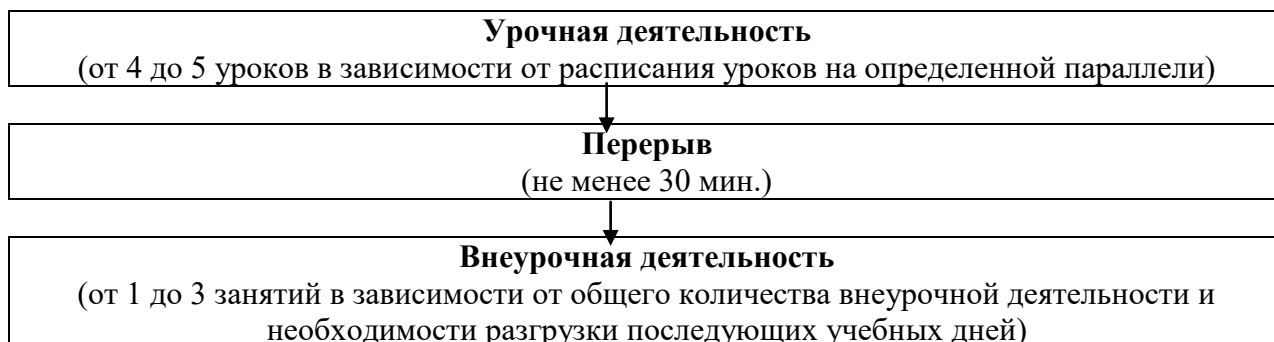 Урочная деятельность
(от 4 до 5 уроков в зависимости от расписания уроков на определенной параллели)
Перерыв
(не менее 30 мин.)
Внеурочная деятельность
(от 1 до 3 занятий в зависимости от общего количества внеурочной деятельности и
необходимости разгрузки последующих учебных дней)